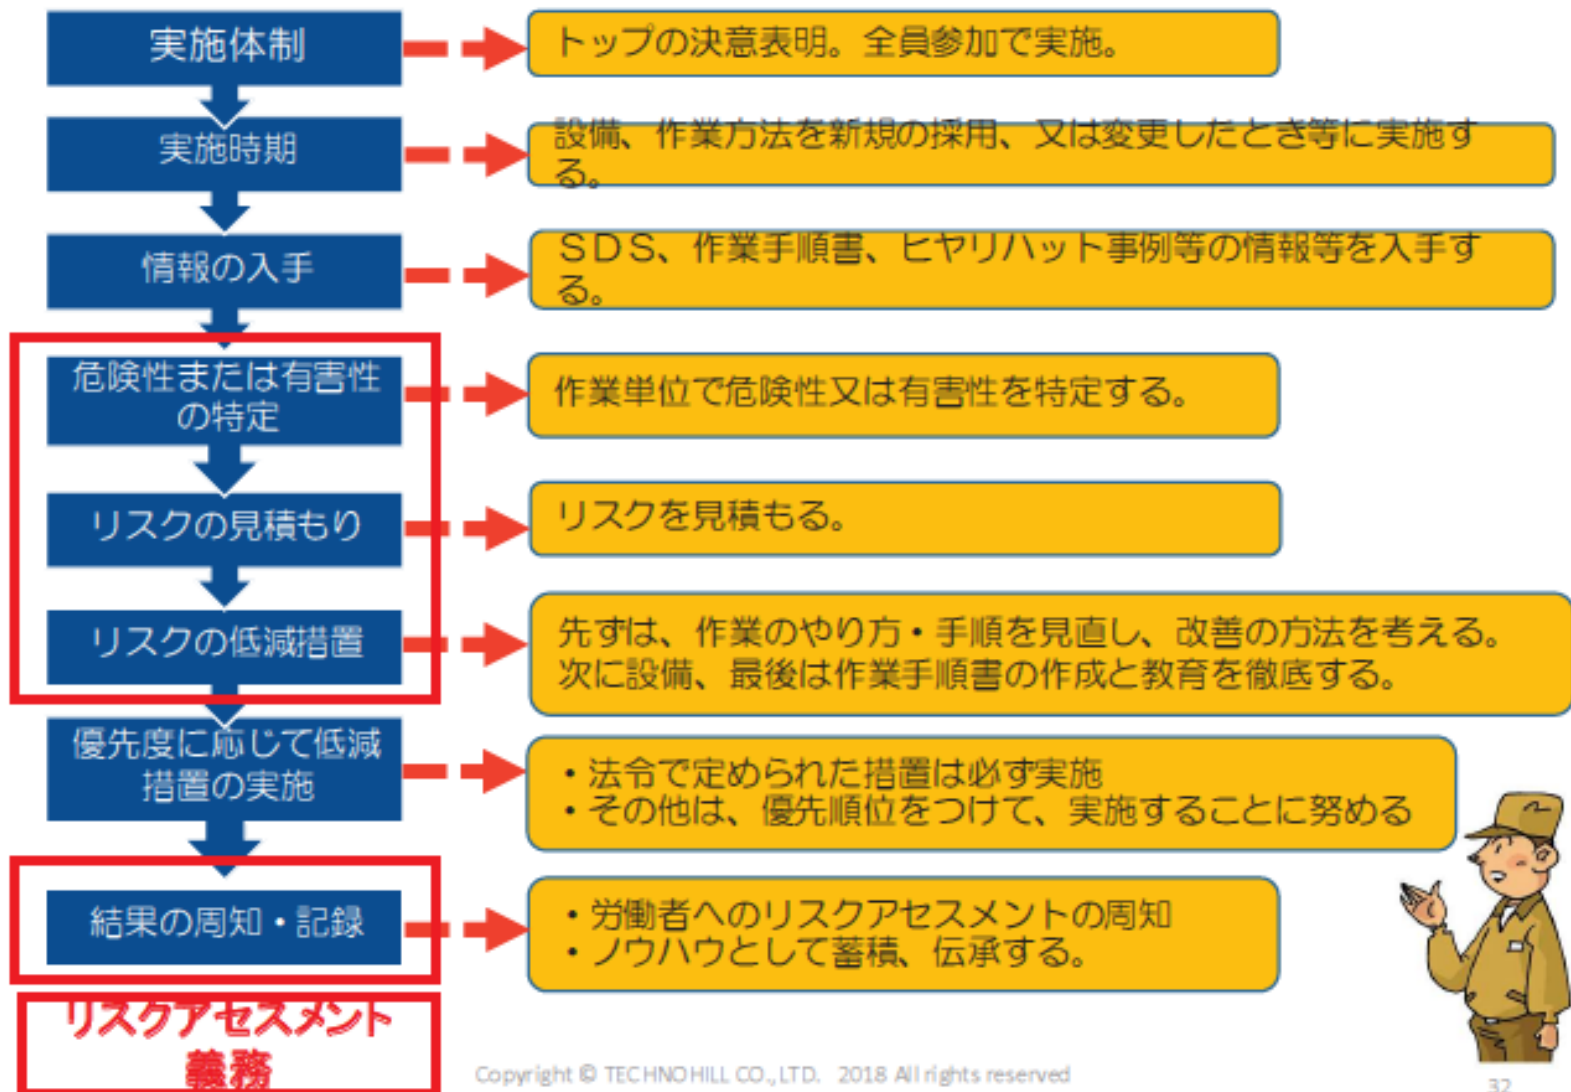 実施体制
トップの決意表明。全員参加で実施。
実施時期
設備、作業方法を新規の採用、又は変更したとき等に実施す
る。
情報の入手
ＳＤＳ、作業手順書、ヒヤリハット事例等の情報等を入手す
る。
危険性または有害性
の特定
作業単位で危険性又は有害性を特定する。
リスクの見積もり
リスクを見積もる。
リスクの低減措置
先ずは、作業のやり方・手順を見直し、改善の方法を考える。
次に設備、最後は作業手順書の作成と教育を徹底する。
優先度に応じて低減
措置の実施
・法令で定められた措置は必ず実施
・その他は、優先順位をつけて、実施することに努める
結果の周知・記録
・労働者へのリスクアセスメントの周知
・ノウハウとして蓄積、伝承する。
リスクアセスメント
義務
Copyright © TECHNOHILL CO.,LTD. 2018 All rights reserved
32